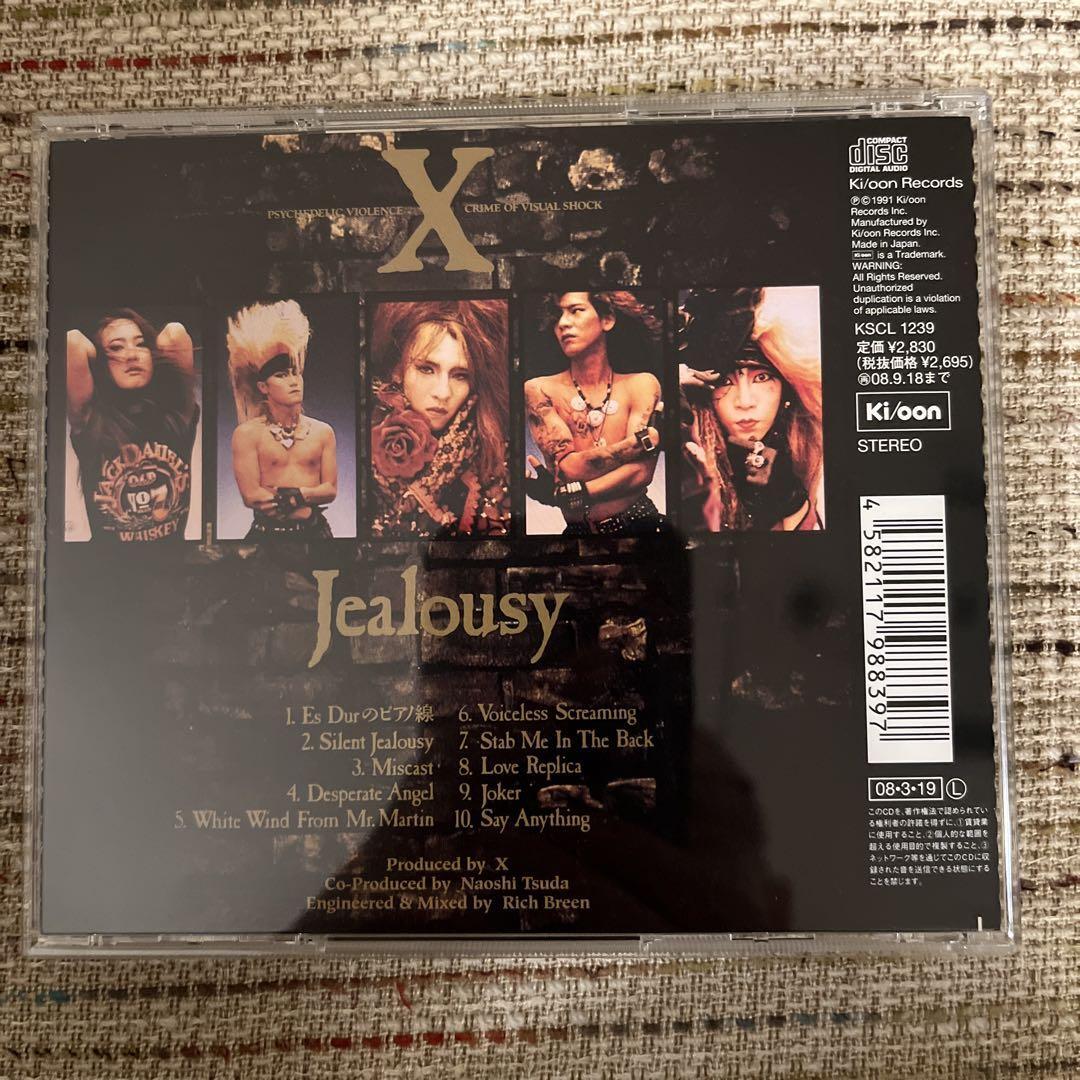 X
PSYCHEDELIC VIOLENCE CRIME OF VISUAL SHOCK
JACK DANIEL'S
OLD
WHISKEY
Jealousy
1. Es Durのピアノ線
2. Silent Jealousy
3. Miscast
4. Desperate Angel
5. White Wind From Mr. Martin
6. Voiceless Screaming
7. Stab Me In The Back
8. Love Replica
9. Joker
10. Say Anything
Produced by X
Co-Produced by Naoshi Tsuda
Engineered & Mixed by Rich Breen
COMPACT
disc
DIGITAL AUDIO
Ki/oon Records
℗©1991 Ki/oon
Records Inc.
Manufactured by
Ki/oon Records Inc.
Made in Japan.
Ki/oon is a Trademark.
WARNING:
All Rights Reserved.
Unauthorized
duplication is a violation
of applicable laws.
KSCL 1239
定価 ¥2,830
(税抜価格 ¥2,695)
㊢08.9.18まで
Ki/oon
STEREO
4 582117 988397
08•3•19 Ⓛ
このCDを、著作権法で認められてい
る権利者の許諾を得ずに、①賃貸業
に使用すること、②個人的な範囲を
超える使用目的で複製すること、③
ネットワーク等を通じてこのCDに収
録された音を送信できる状態にする
ことを禁じます。